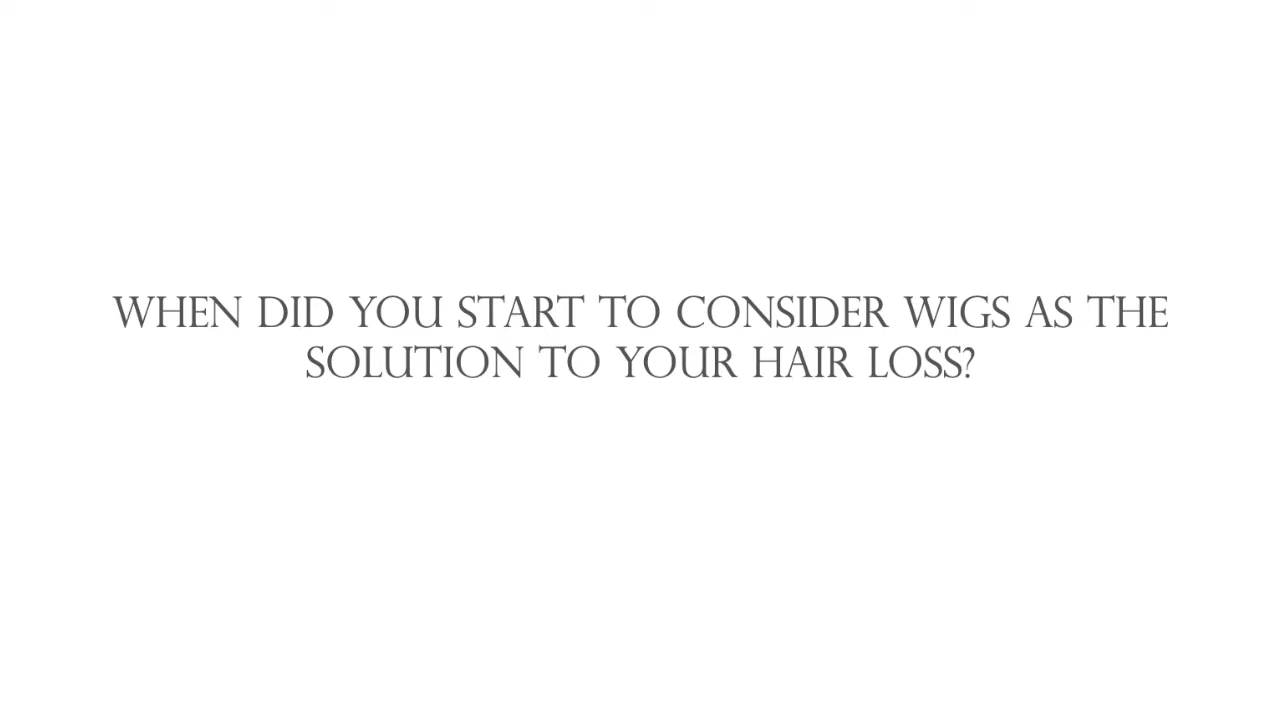 WHEN DID YOU START TO CONSIDER WIGS AS THE
SOLUTION TO YOUR HAIR LOSS?